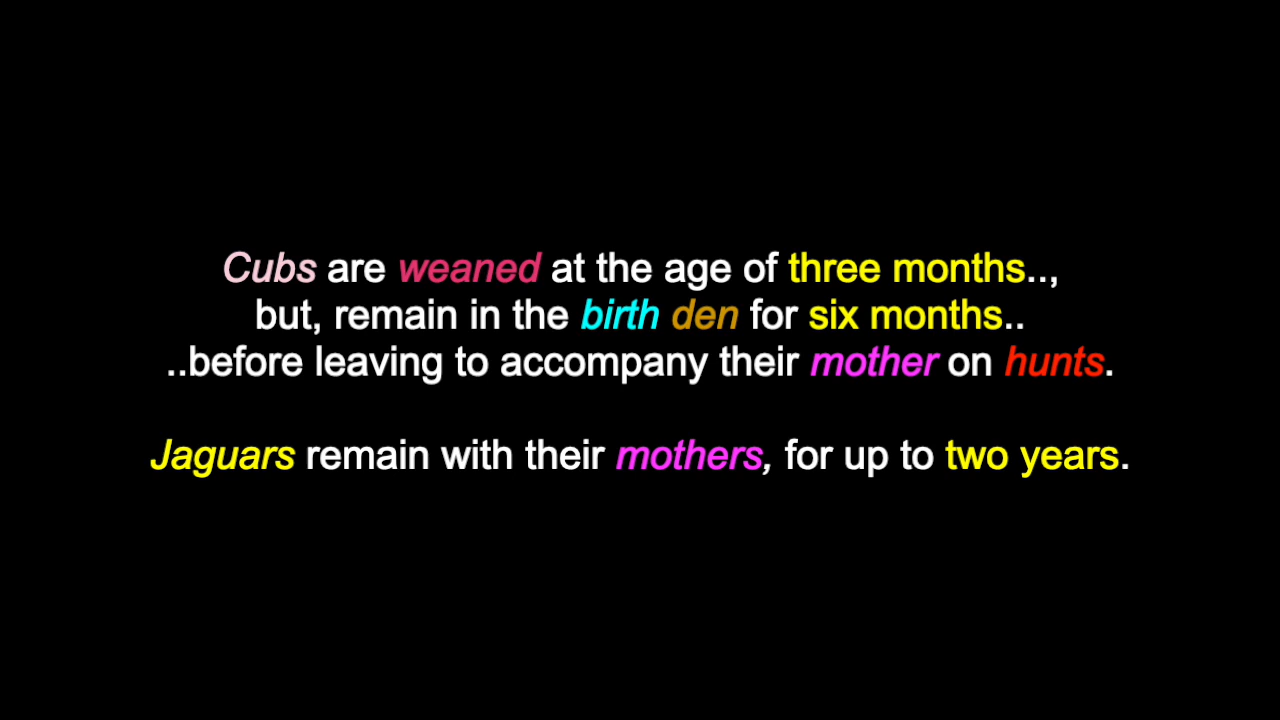 Cubs are weaned at the age of three months..,
but, remain in the birth den for six months..
..before leaving to accompany their mother on hunts.
Jaguars remain with their mothers, for up to two years.